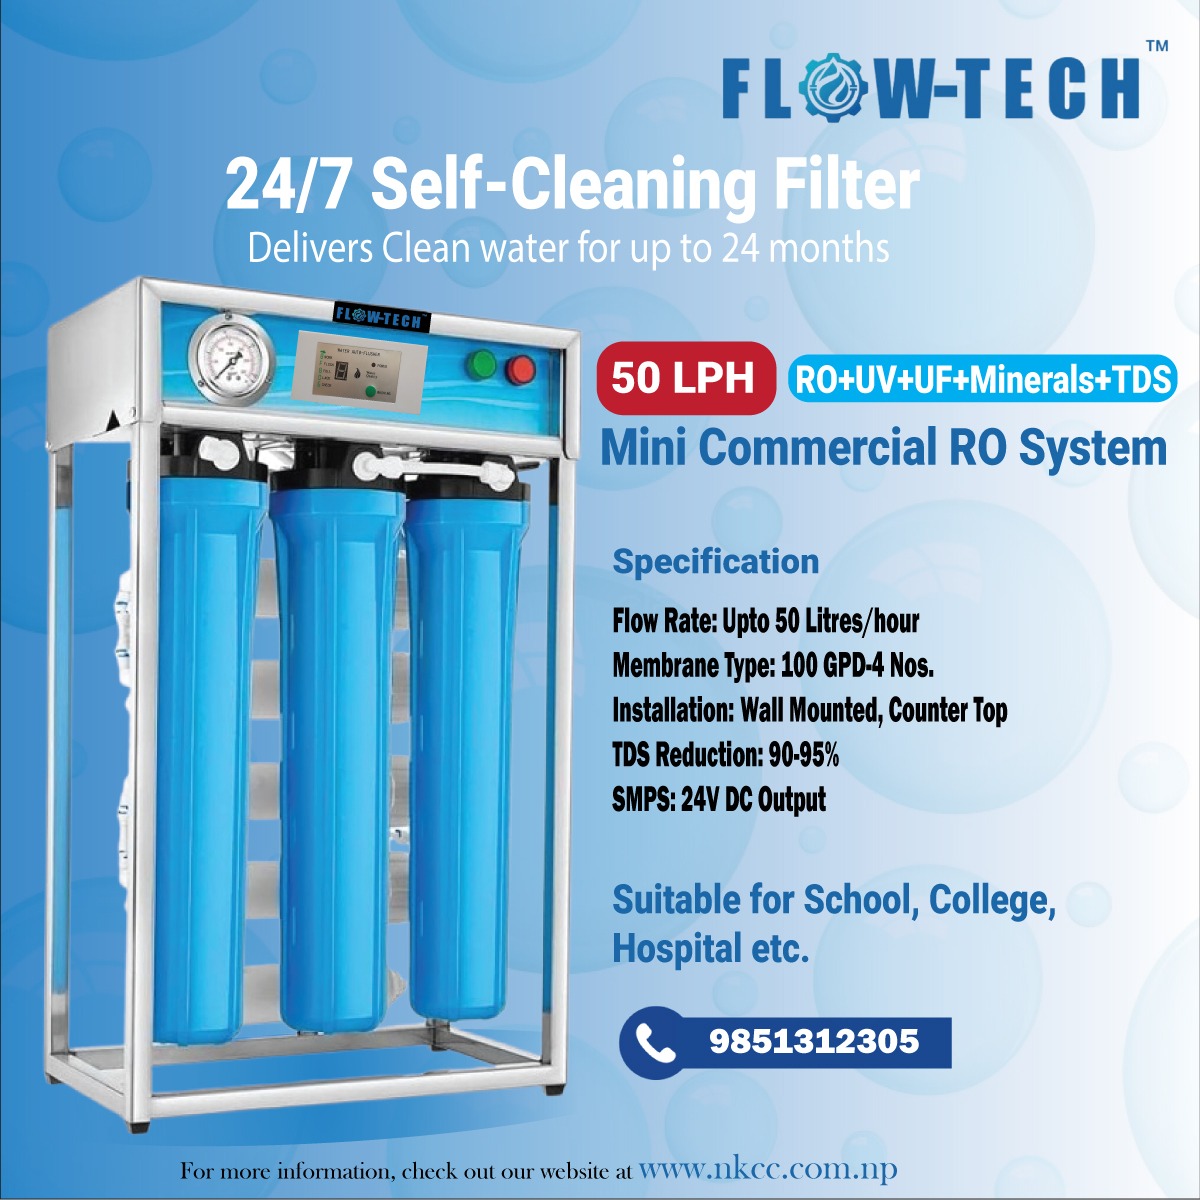 FLOW-TECH™
24/7 Self-Cleaning Filter
Delivers Clean water for up to 24 months
FLOW-TECH
WATER AUTO-FLUSHER
50 LPH
RO+UV+UF+Minerals+TDS
Mini Commercial RO System
Specification
Flow Rate: Upto 50 Litres/hour
Membrane Type: 100 GPD-4 Nos.
Installation: Wall Mounted, Counter Top
TDS Reduction: 90-95%
SMPS: 24V DC Output
Suitable for School, College,
Hospital etc.
9851312305
For more information, check out our website at www.nkcc.com.np